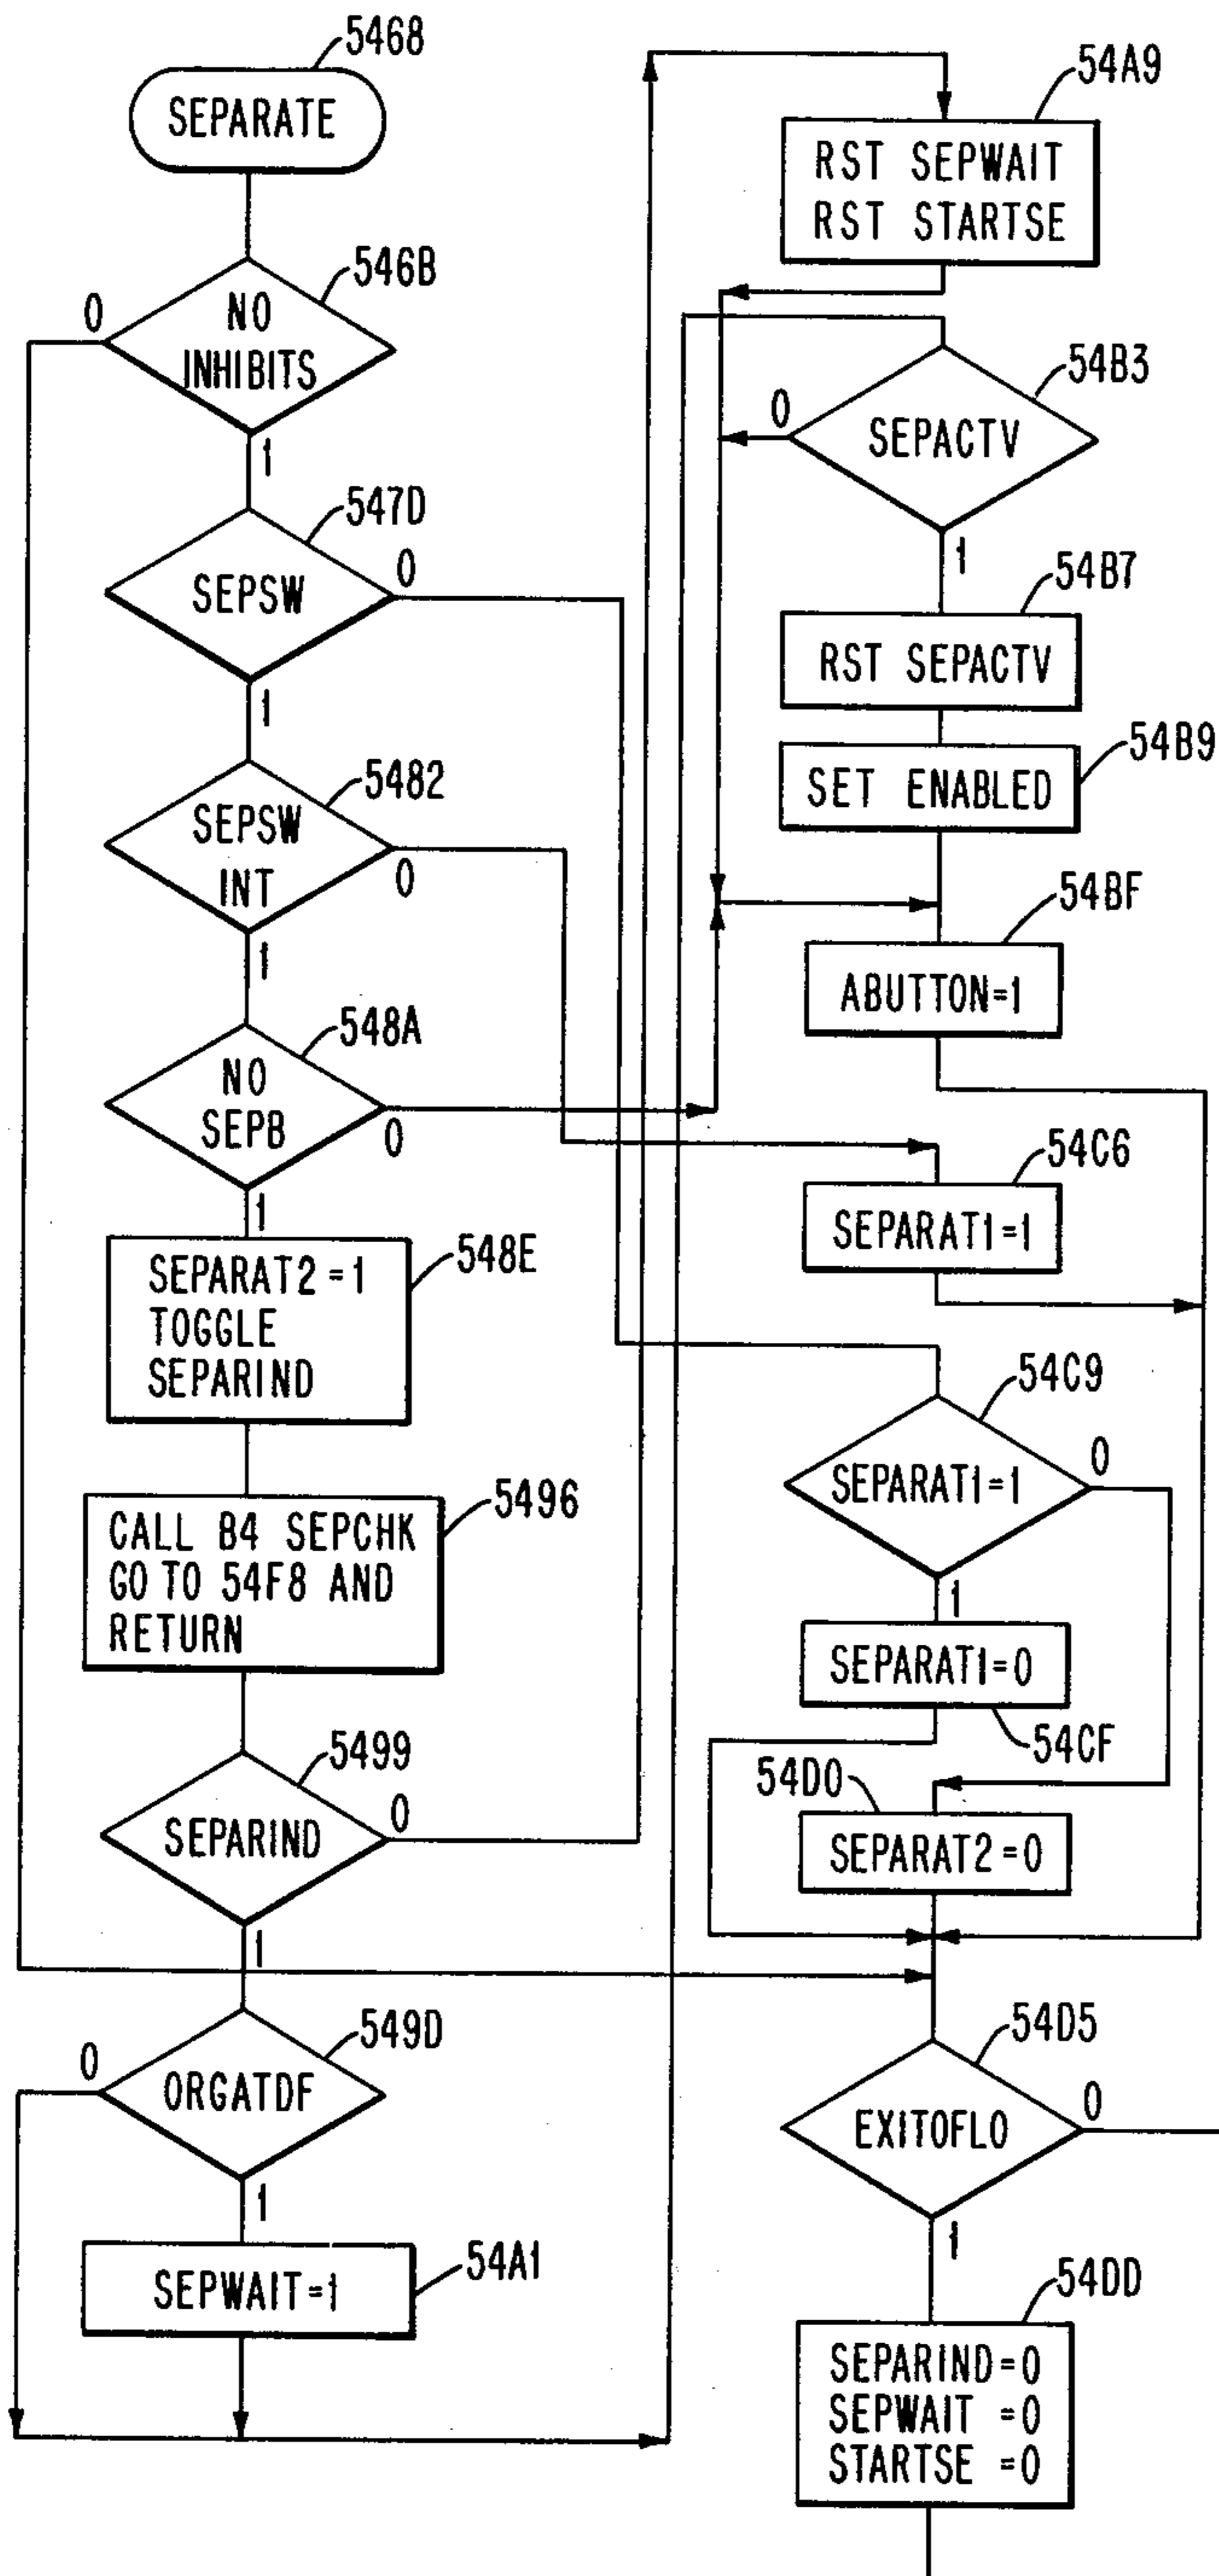 5468
SEPARATE
546B
0
NO
INHIBITS
1
547D
0
SEPSW
1
5482
SEPSW
INT
0
1
548A
NO
SEPB
0
1
548E
SEPARAT2 = 1
TOGGLE
SEPARIND
5496
CALL B4 SEPCHK
GO TO 54F8 AND
RETURN
5499
0
SEPARIND
1
549D
0
ORGATDF
1
54A1
SEPWAIT=1
54A9
RST SEPWAIT
RST STARTSE
54B3
0
SEPACTV
1
54B7
RST SEPACTV
54B9
SET ENABLED
54BF
ABUTTON=1
54C6
SEPARAT1=1
54C9
0
SEPARAT1=1
1
SEPARAT1=0
54CF
54D0
SEPARAT2=0
54D5
0
EXITOFLO
1
54DD
SEPARIND=0
SEPWAIT =0
STARTSE =0